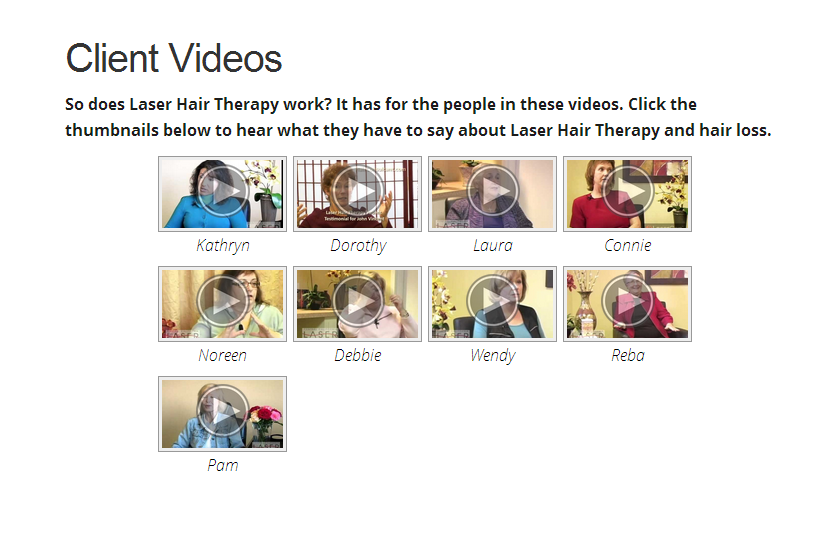 Client Videos
So does Laser Hair Therapy work? It has for the people in these videos. Click the
thumbnails below to hear what they have to say about Laser Hair Therapy and hair loss.
Kathryn Dorothy Laura Connie
Noreen Debbie Wendy Reba
Pam